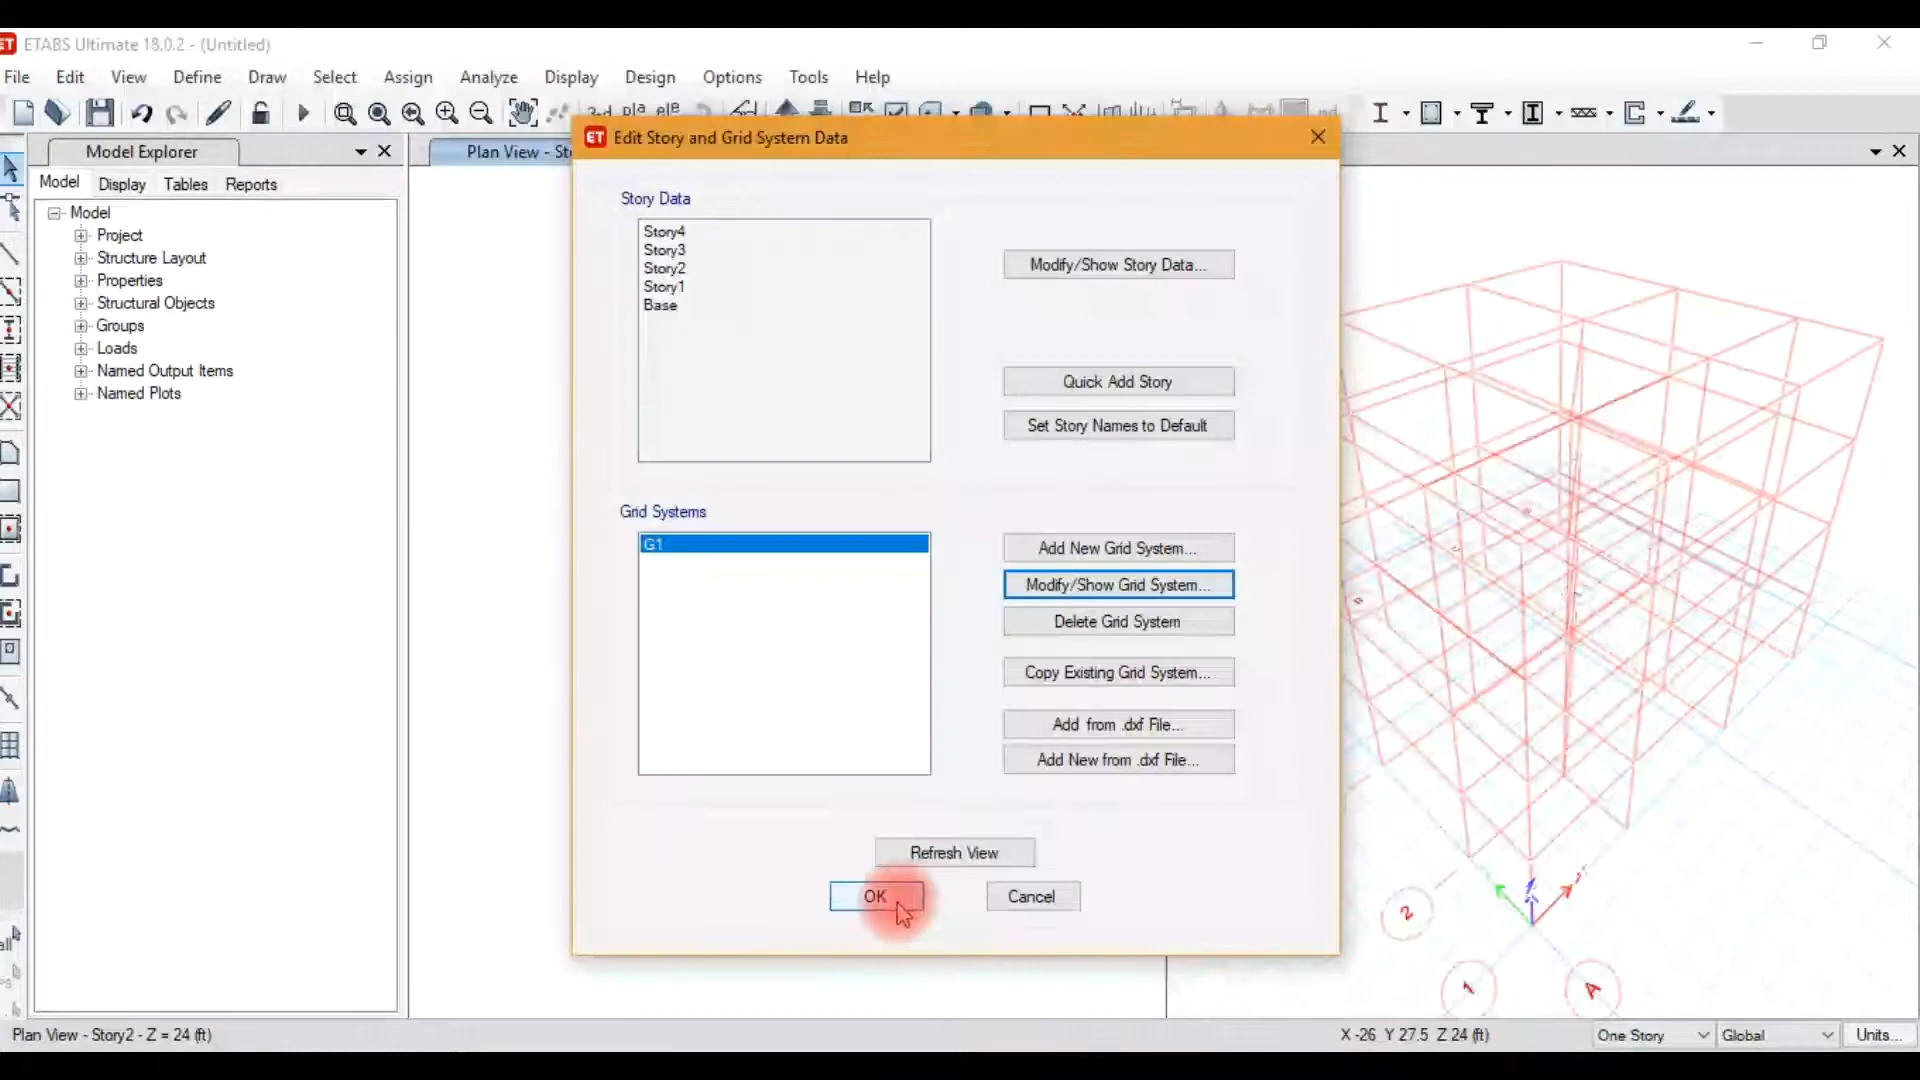 ETABS Ultimate 18.0.2 - (Untitled)
File Edit View Define Draw Select Assign Analyze Display Design Options Tools Help
Model Explorer
Plan View - St
Model Display Tables Reports
Model
Project
Structure Layout
Properties
Structural Objects
Groups
Loads
Named Output Items
Named Plots
ET Edit Story and Grid System Data
Story Data
Story4
Story3
Story2
Story1
Base
Modify/Show Story Data...
Quick Add Story
Set Story Names to Default
Grid Systems
G1
Add New Grid System...
Modify/Show Grid System...
Delete Grid System
Copy Existing Grid System...
Add from .dxf File...
Add New from .dxf File...
Refresh View
OK Cancel
2
1
A
Plan View - Story2 - Z = 24 (ft)
X -26 Y 27.5 Z 24 (ft)
One Story Global Units...